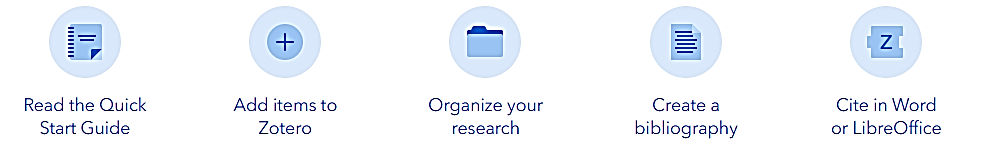 Z
Read the Quick
Start Guide
Add items to
Zotero
Organize your
research
Create a
bibliography
Cite in Word
or LibreOffice